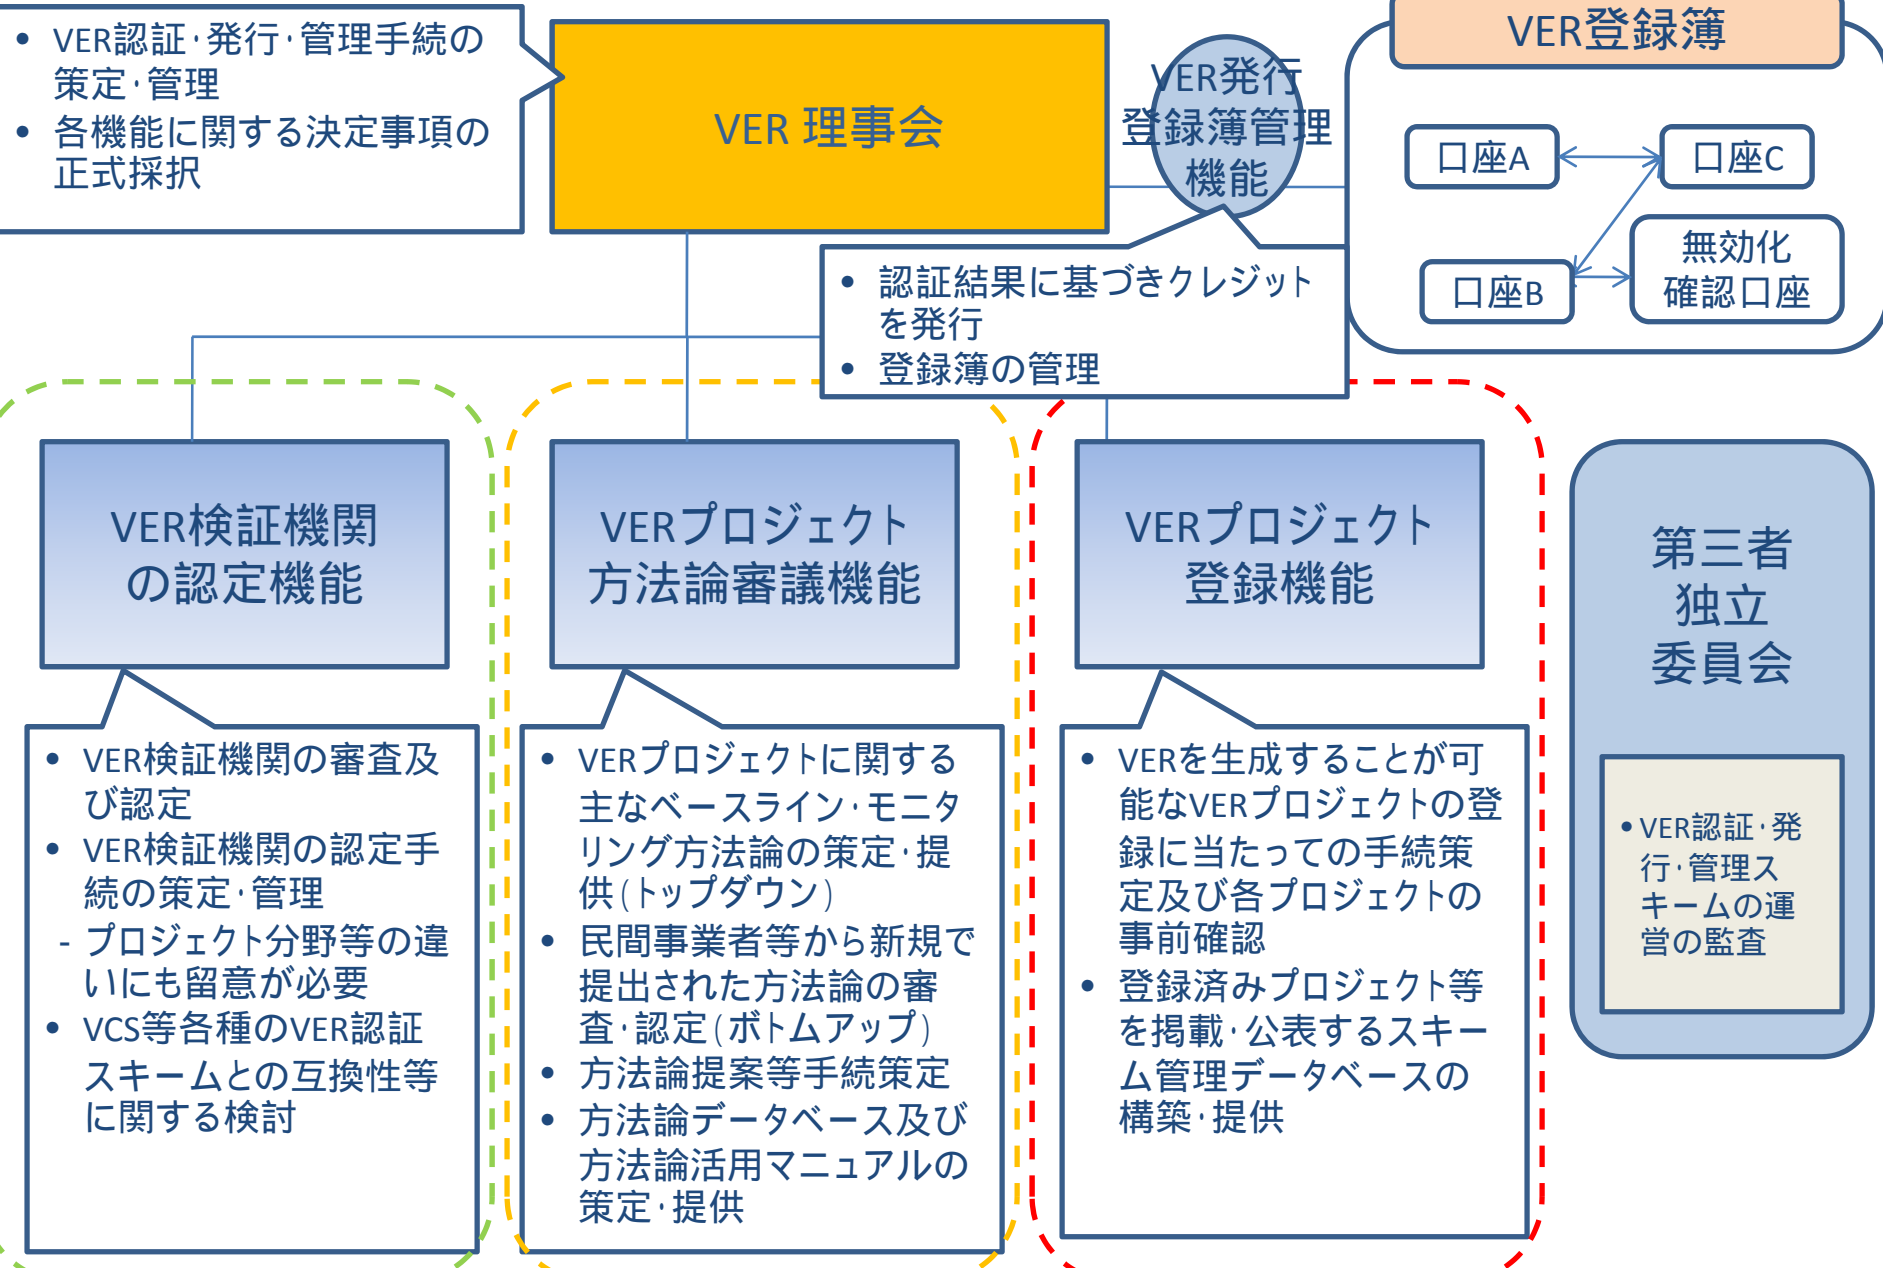 • VER認証・発行・管理手続の
策定・管理
• 各機能に関する決定事項の
正式採択
VER 理事会
VER発行
登録簿管理
機能
VER登録簿
口座A
口座C
口座B
無効化
確認口座
• 認証結果に基づきクレジット
を発行
• 登録簿の管理
VER検証機関
の認定機能
VERプロジェクト
方法論審議機能
VERプロジェクト
登録機能
第三者
独立
委員会
• VER検証機関の審査及
び認定
• VER検証機関の認定手
続の策定・管理
- プロジェクト分野等の違
いにも留意が必要
• VCS等各種のVER認証
スキームとの互換性等
に関する検討
• VERプロジェクトに関する
主なベースライン・モニタ
リング方法論の策定・提
供(トップダウン)
• 民間事業者等から新規で
提出された方法論の審
査・認定(ボトムアップ)
• 方法論提案等手続策定
• 方法論データベース及び
方法論活用マニュアルの
策定・提供
• VERを生成することが可
能なVERプロジェクトの登
録に当たっての手続策
定及び各プロジェクトの
事前確認
• 登録済みプロジェクト等
を掲載・公表するスキー
ム管理データベースの
構築・提供
• VER認証・発
行・管理ス
キームの運
営の監査